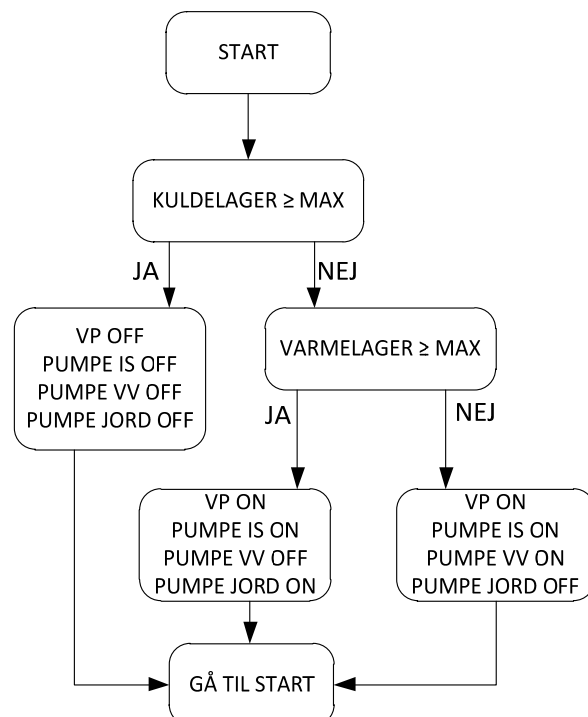 START
KULDELAGER ≥ MAX
JA
NEJ
VP OFF
PUMPE IS OFF
PUMPE VV OFF
PUMPE JORD OFF
VARMELAGER ≥ MAX
JA
NEJ
VP ON
PUMPE IS ON
PUMPE VV OFF
PUMPE JORD ON
VP ON
PUMPE IS ON
PUMPE VV ON
PUMPE JORD OFF
GÅ TIL START